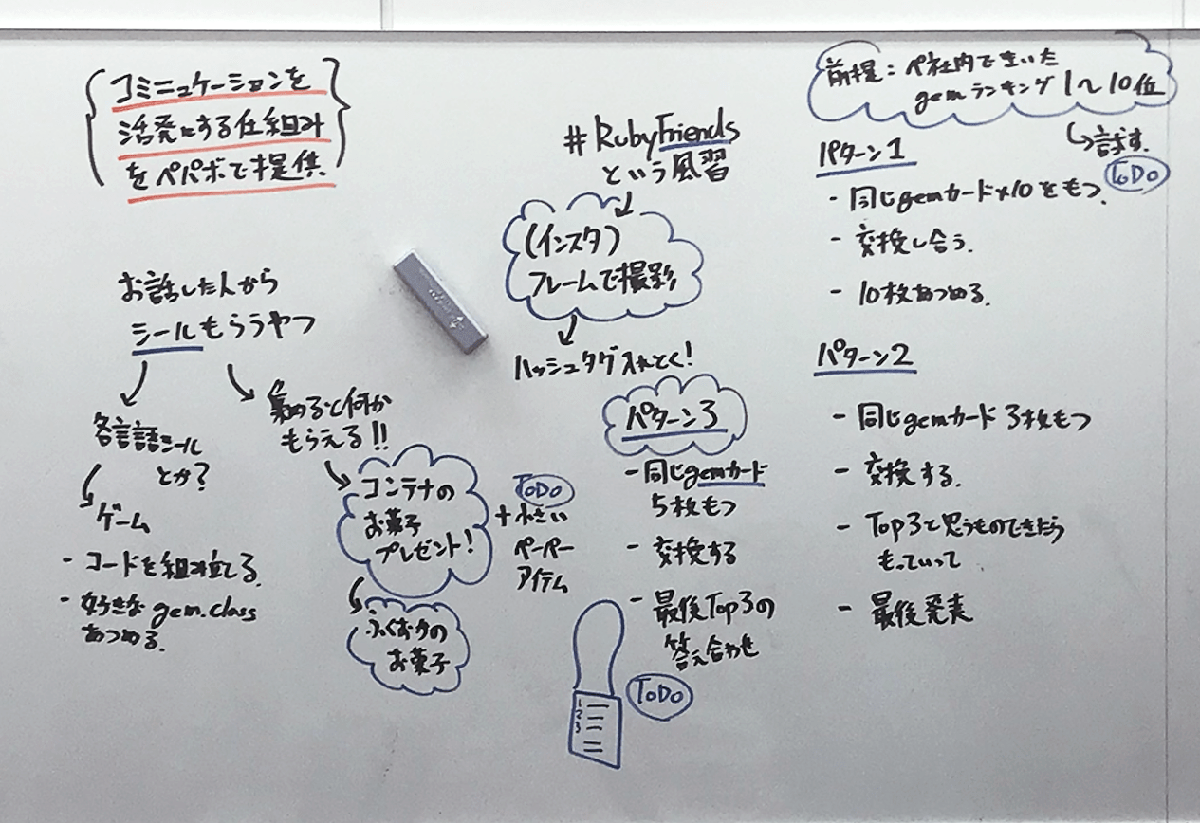 コミニュケーションを
活発にする仕組み
をペパボで提供
お話した人から
シールもらうやつ
各言語シール
とか?
ゲーム
- コードを組み立てる.
- 好きな gem.class
あつめる.
集めると何か
もらえる!!
コンテナの
お菓子
プレゼント!
ふくおかの
お菓子
ToDo
+ 小さい
ペーパー
アイテム
#RubyFriends
という風習
(インスタ)
フレームで撮影
ハッシュタグ入れとく!
パターン3
- 同じgemカード
5枚もつ
- 交換する
- 最後Top3の
答え合わせ
1
2
3
ToDo
前提:ペ社内で
gemランキング 1〜10位
話す.
ToDo
パターン1
- 同じgemカード×10をもつ.
- 交換し合う.
- 10枚あつめる.
パターン2
- 同じgemカード 3枚もつ
- 交換する.
- Top3と思うものできたら
もっていって
- 最後発表